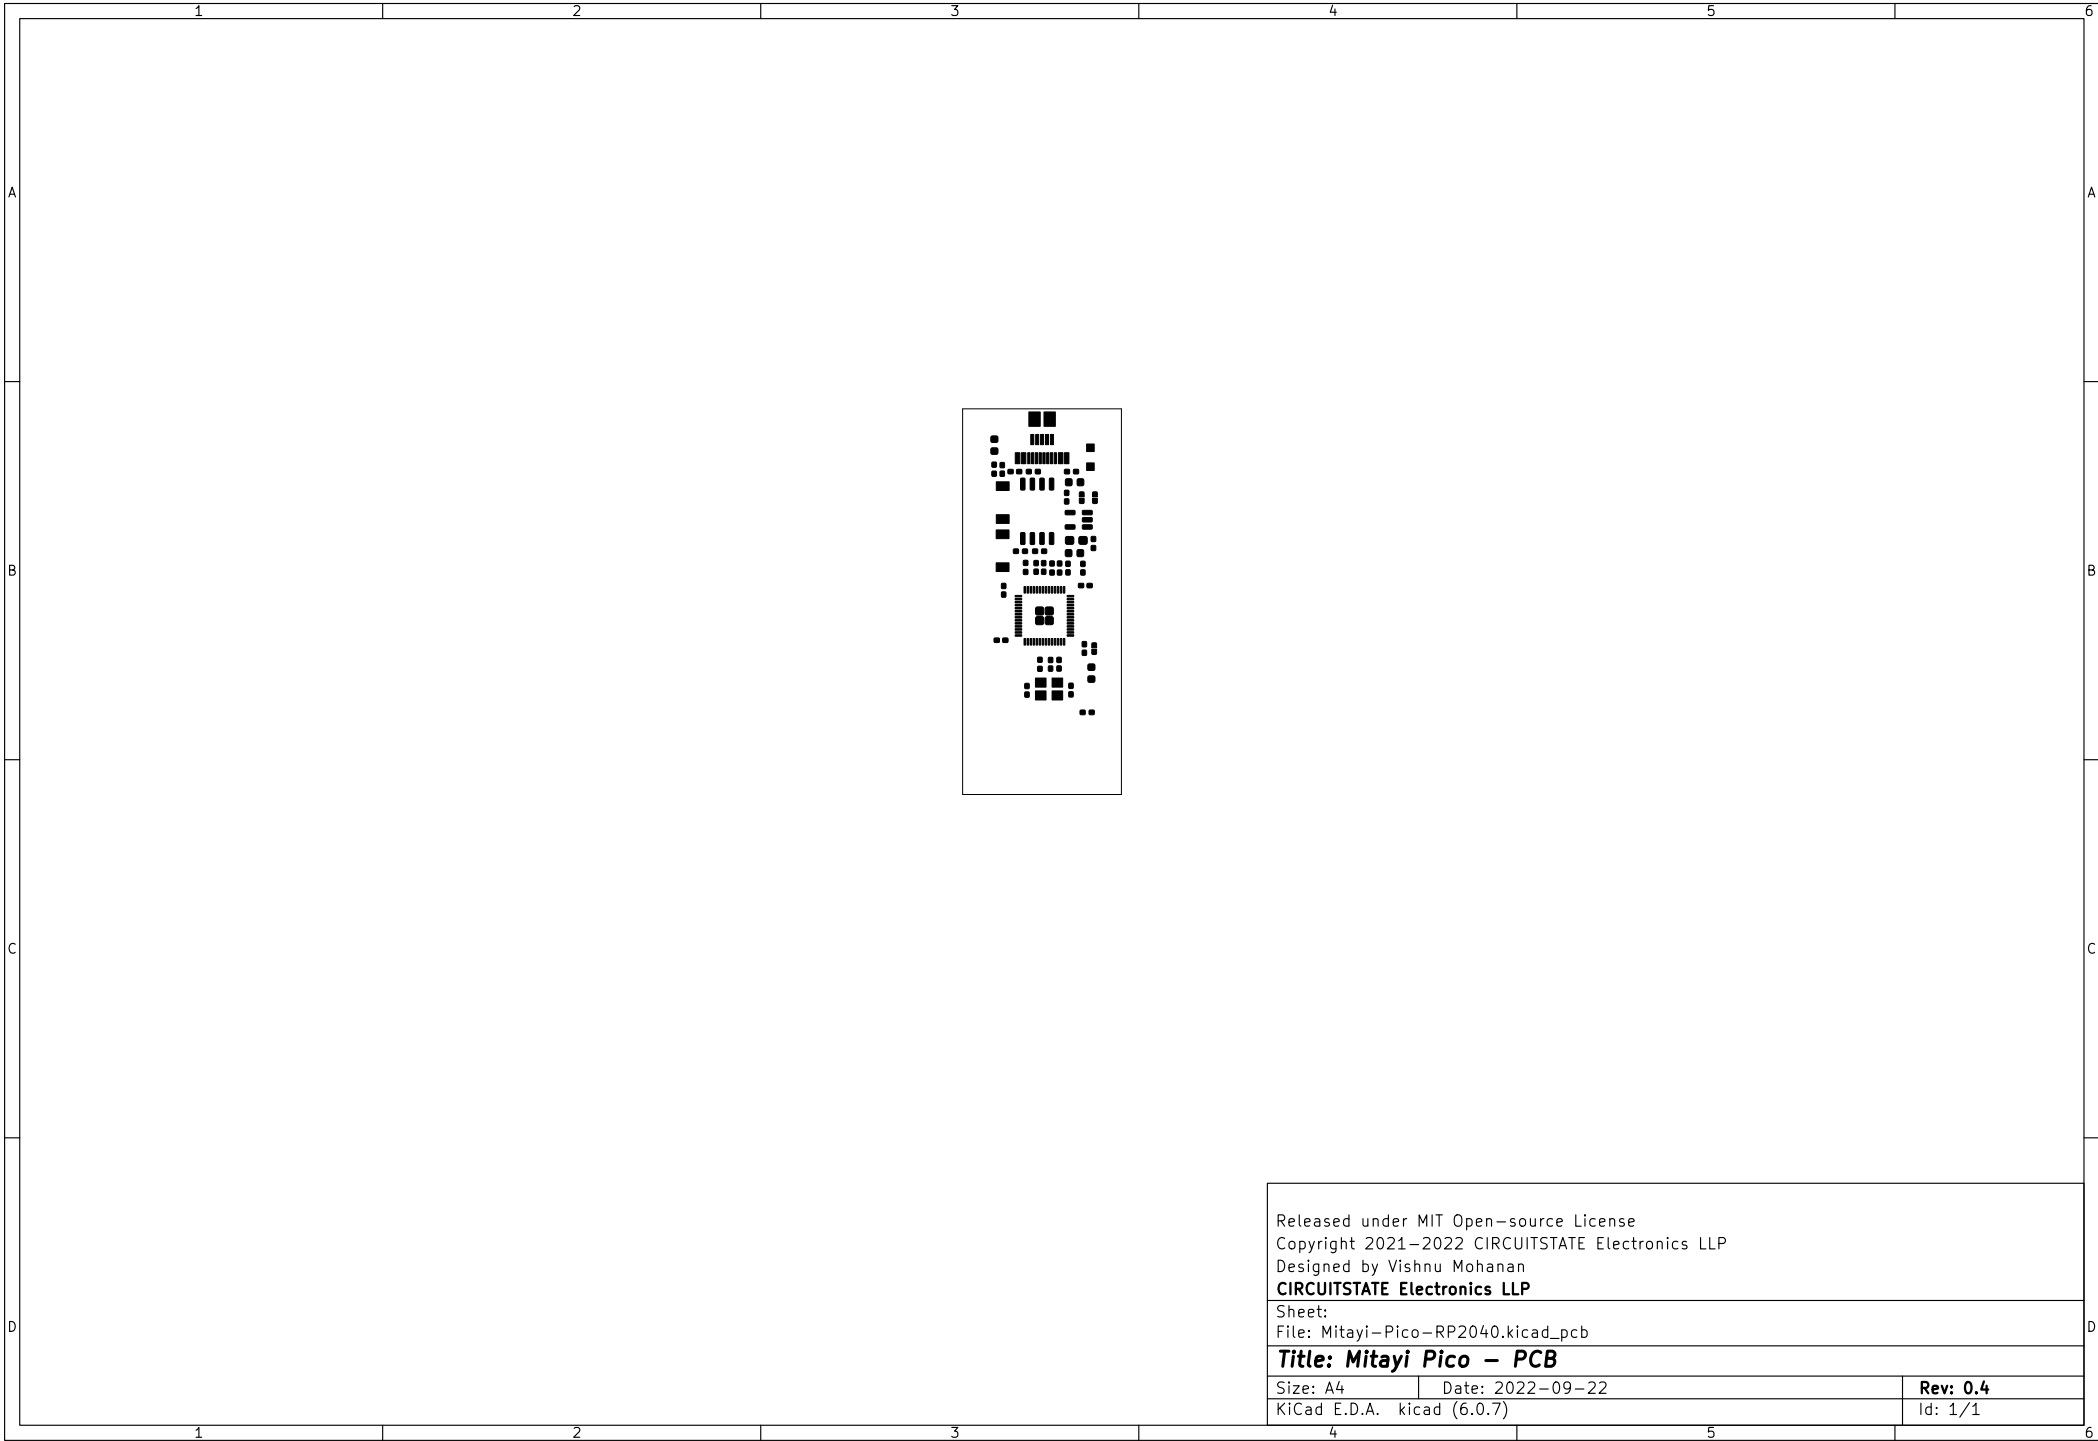 1 2 3 4 5 6
A A
B B
C C
Released under MIT Open-source License
Copyright 2021-2022 CIRCUITSTATE Electronics LLP
Designed by Vishnu Mohanan
CIRCUITSTATE Electronics LLP
Sheet:
D D
File: Mitayi-Pico-RP2040.kicad_pcb
Title: Mitayi Pico - PCB
Size: A4 Date: 2022-09-22 Rev: 0.4
KiCad E.D.A. kicad (6.0.7) Id: 1/1
1 2 3 4 5 6